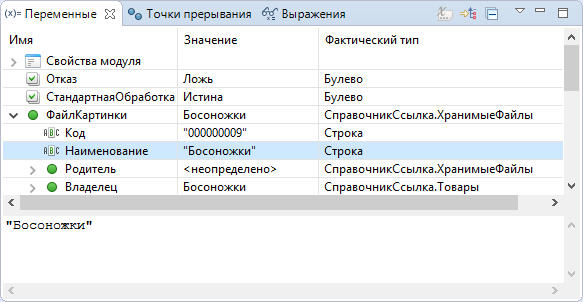 (x)= Переменные Точки прерывания Выражения
Имя Значение Фактический тип
Свойства модуля
Отказ Ложь Булево
СтандартнаяОбработка Истина Булево
ФайлКартинки Босоножки СправочникСсылка.ХранимыеФайлы
Код "000000009" Строка
Наименование "Босоножки" Строка
Родитель <неопределено> СправочникСсылка.ХранимыеФайлы
Владелец Босоножки СправочникСсылка.Товары
"Босоножки"